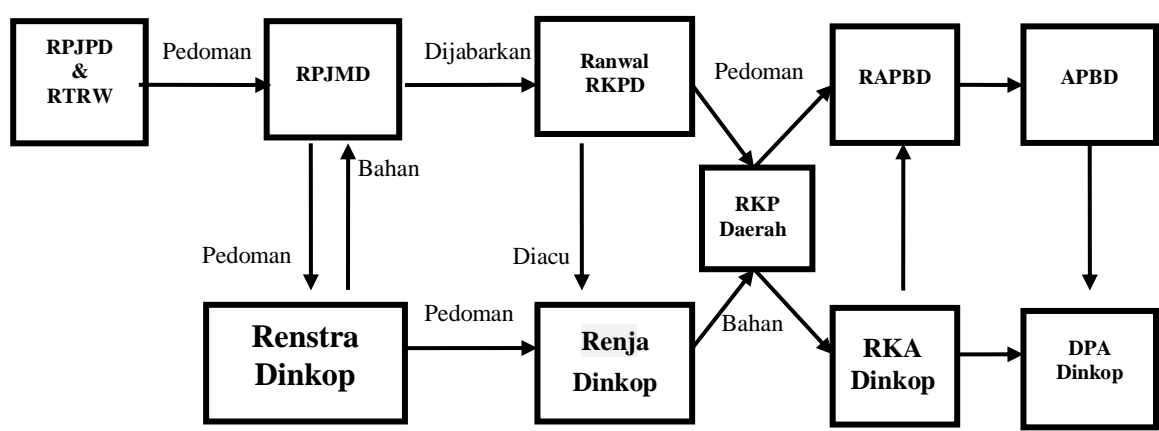 RPJPD
&
RTRW
Pedoman
RPJMD
Dijabarkan
Ranwal
RKPD
Pedoman
RAPBD
APBD
Bahan
RKP
Daerah
Pedoman
Diacu
Renstra
Dinkop
Pedoman
Renja
Dinkop
Bahan
RKA
Dinkop
DPA
Dinkop